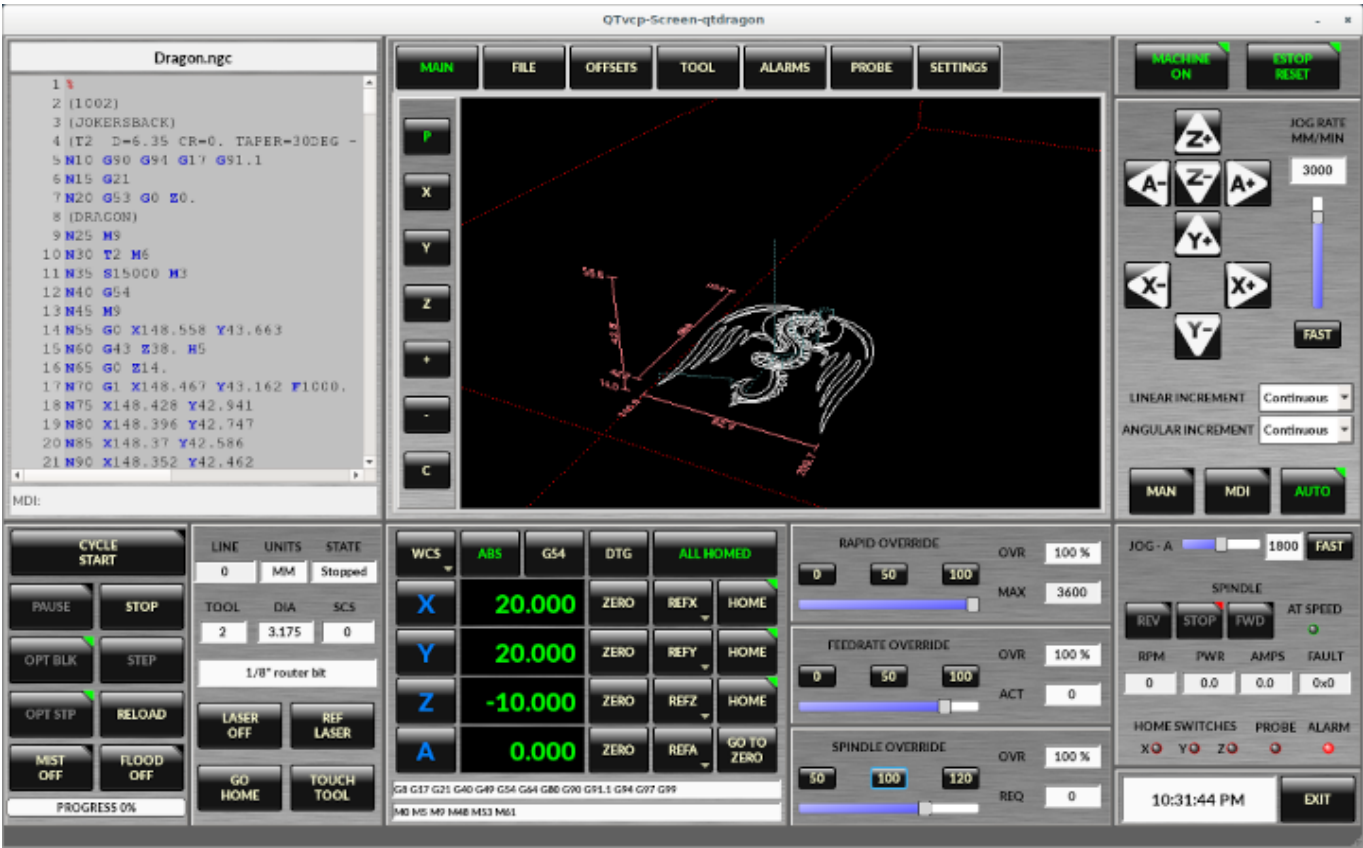 QTvcp-Screen-qtdragon
Dragon.ngc
1 %
2 (1002)
3 (JOKERSBACK)
4 (T2 D=6.35 CR=0. TAPER=30DEG -
5 N10 G90 G94 G17 G91.1
6 N15 G21
7 N20 G53 G0 Z0.
8 (DRAGON)
9 N25 M9
10 N30 T2 M6
11 N35 S15000 M3
12 N40 G54
13 N45 M9
14 N55 G0 X148.558 Y43.663
15 N60 G43 Z38. H5
16 N65 G0 Z14.
17 N70 G1 X148.467 Y43.162 F1000.
18 N75 X148.428 Y42.941
19 N80 X148.396 Y42.747
20 N85 X148.37 Y42.586
21 N90 X148.352 Y42.462
MDI:
MAIN FILE OFFSETS TOOL ALARMS PROBE SETTINGS
P
X
Y
Z
+
-
C
MACHINE ON
ESTOP RESET
Z+
A- Z- A+
Y+
X- X+
Y-
JOG RATE
MM/MIN
3000
FAST
LINEAR INCREMENT Continuous
ANGULAR INCREMENT Continuous
MAN MDI AUTO
CYCLE
START
PAUSE STOP
OPT BLK STEP
OPT STP RELOAD
MIST OFF FLOOD OFF
PROGRESS 0%
LINE UNITS STATE
0 MM Stopped
TOOL DIA SCS
2 3.175 0
1/8" router bit
LASER OFF REF LASER
GO HOME TOUCH TOOL
WCS ABS G54 DTG ALL HOMED
X 20.000 ZERO REFX HOME
Y 20.000 ZERO REFY HOME
Z -10.000 ZERO REFZ HOME
A 0.000 ZERO REFA GO TO ZERO
G8 G17 G21 G40 G49 G54 G64 G80 G90 G91.1 G94 G97 G99
M0 M5 M9 M48 M53 M61
RAPID OVERRIDE OVR 100 %
0 50 100 MAX 3600
FEEDRATE OVERRIDE OVR 100 %
0 50 100 ACT 0
SPINDLE OVERRIDE OVR 100 %
50 100 120 REQ 0
JOG - A 1800 FAST
SPINDLE
REV STOP FWD AT SPEED
RPM PWR AMPS FAULT
0 0.0 0.0 0x0
HOME SWITCHES PROBE ALARM
X Y Z
10:31:44 PM EXIT